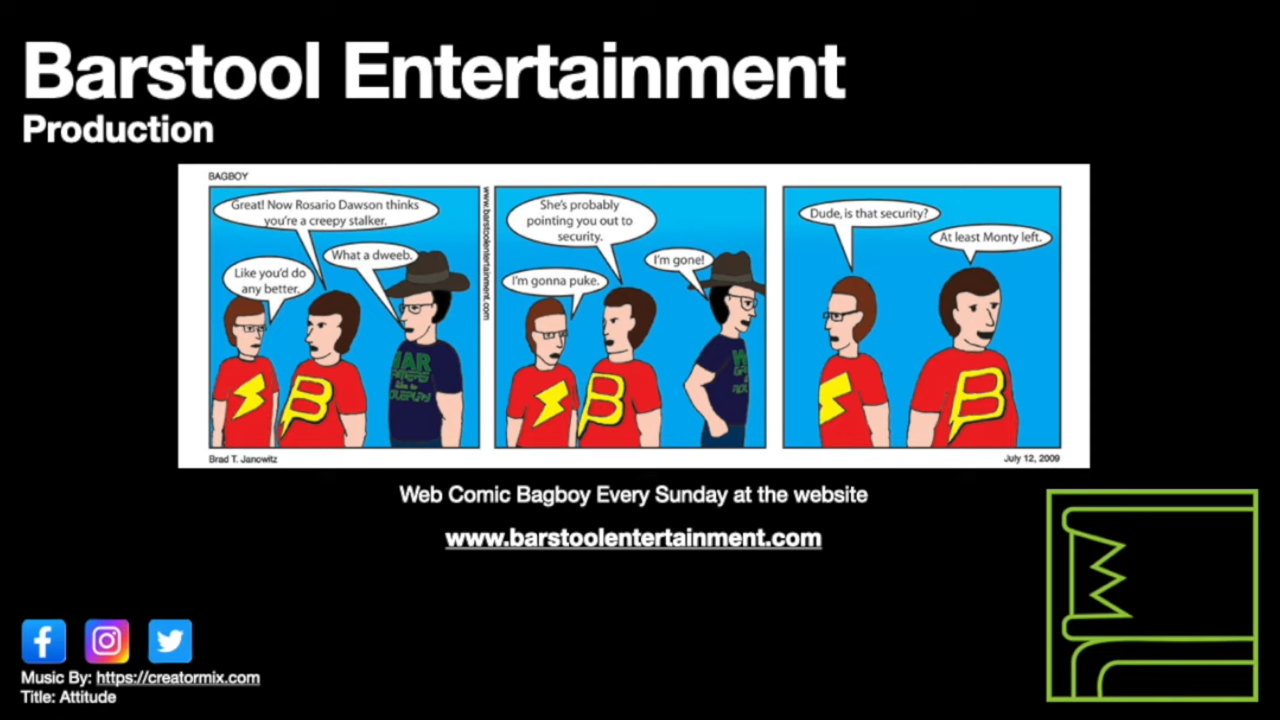 Barstool Entertainment
Production
BAGBOY
Great! Now Rosario Dawson thinks
you're a creepy stalker.
What a dweeb.
Like you'd do
any better.
www.barstoolentertainment.com
She's probably
pointing you out to
security.
I'm gone!
I'm gonna puke.
Dude, is that security?
At least Monty left.
B
B
B
Brad T. Janowitz
July 12, 2009
Web Comic Bagboy Every Sunday at the website
www.barstoolentertainment.com
Music By: https://creatormix.com
Title: Attitude